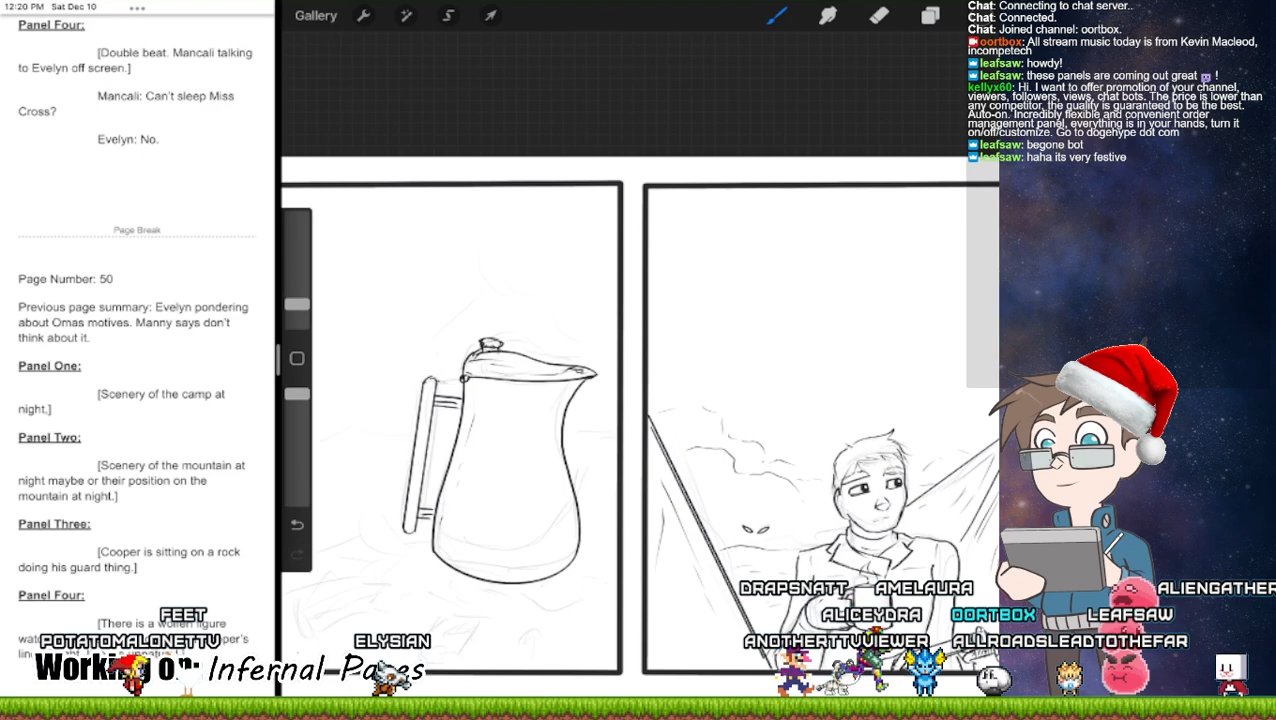 12:20 PM Sat Dec 10
Panel Four:
[Double beat. Mancali talking
to Evelyn off screen.]
Mancali: Can't sleep Miss
Cross?
Evelyn: No.
Page Break
Page Number: 50
Previous page summary: Evelyn pondering
about Omas motives. Manny says don't
think about it.
Panel One:
[Scenery of the camp at
night,]
Panel Two:
[Scenery of the mountain at
night maybe or their position on the
mountain at night.]
Panel Three:
[Cooper is sitting on a rock
doing his guard thing.]
Panel Four:
[There is a figure
Gallery
Chat: Connecting to chat server..
Chat: Connected.
Chat: Joined channel: oortbox.
oortbox: All stream music today is from Kevin Macleod,
incompetech
leafsaw: howdy!
leafsaw: these panels are coming out great !
kellyx60: Hi. I want to offer promotion of your channel,
viewers, followers, views, chat bots. The price is lower than
any competitor, the quality is guaranteed to be the best.
Auto-on. Incredibly flexible and convenient order
management panel, everything is in your hands, turn it
on/off/customize. Go to dogehype dot com
leafsaw: begone bot
leafsaw: haha its very festive
DRAPSNATT AMELAURA ALIENGATHER
FEET ALICEYDRA OORTBOX LEAFSAW
POTATOMALONETTV ELYSIAN ANOTHERTTVIEWER ALLROADSLEADTOTHEFAR
Working on: Infernal Pages